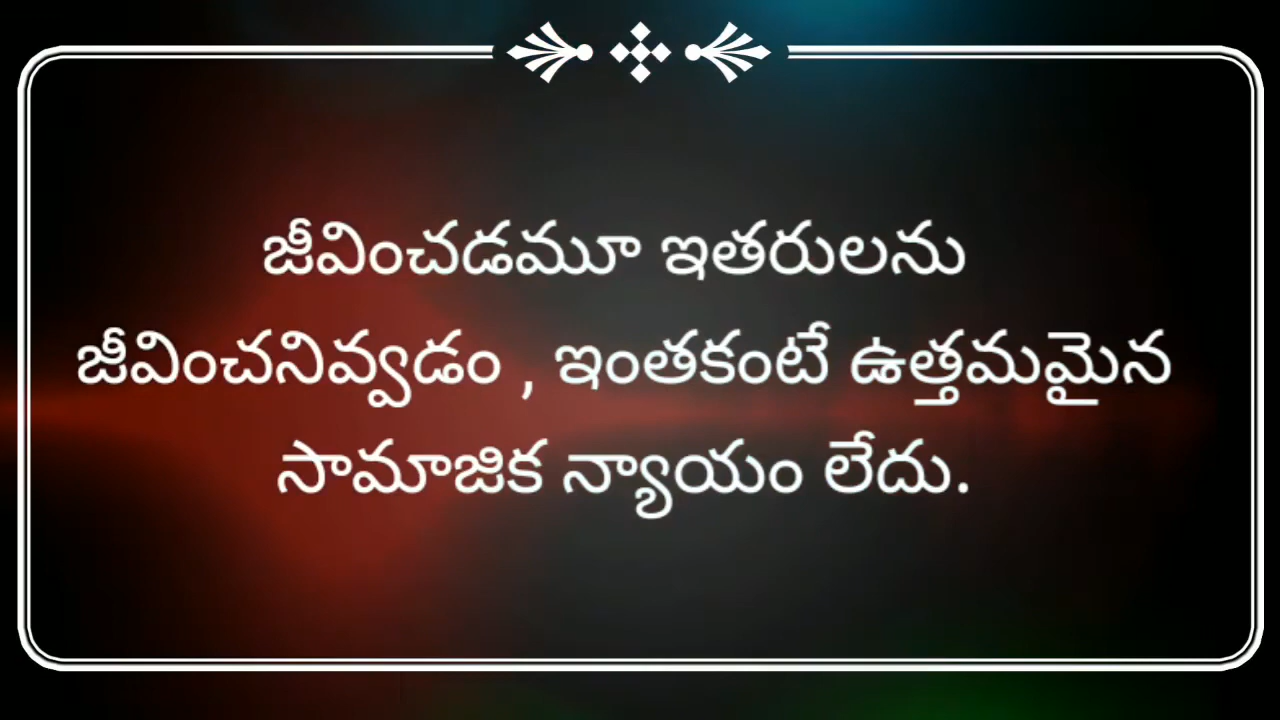 జీవించడమూ ఇతరులను
జీవించనివ్వడం , ఇంతకంటే ఉత్తమమైన
సామాజిక న్యాయం లేదు.